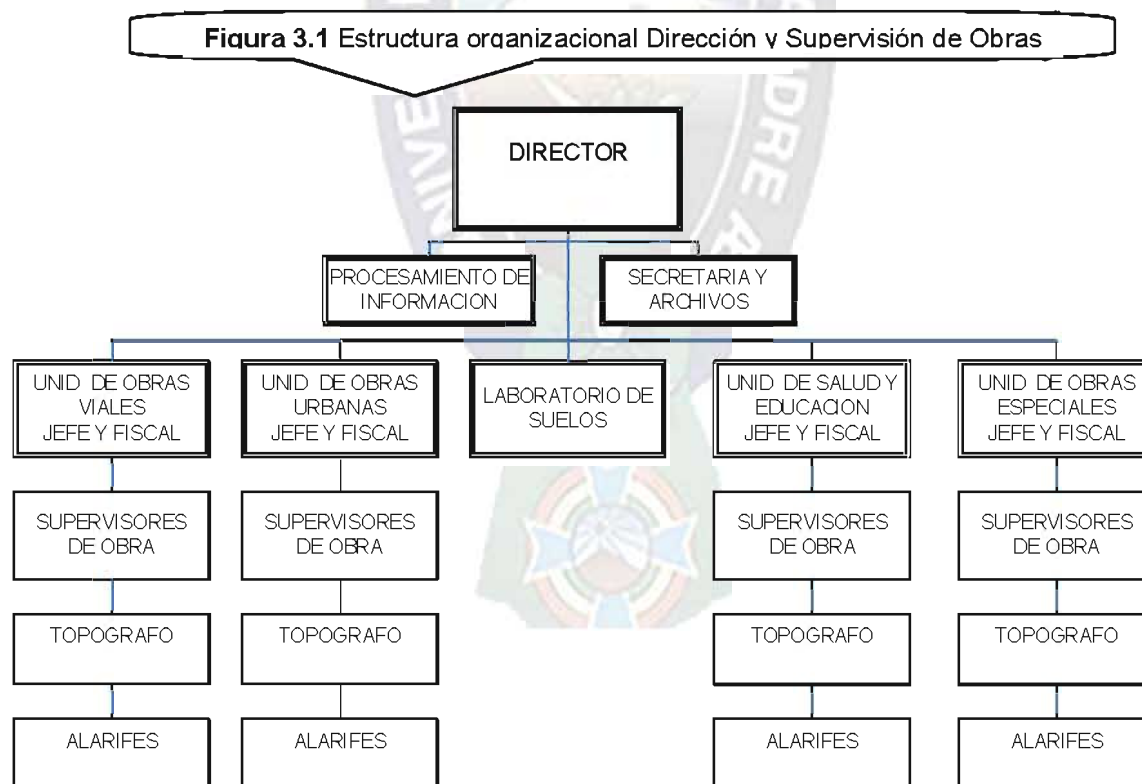 Figura 3.1 Estructura organizacional Dirección y Supervisión de Obras
DIRECTOR
PROCESAMIENTO DE
INFORMACION
SECRETARIA Y
ARCHIVOS
UNID DE OBRAS
VIALES
JEFE Y FISCAL
UNID DE OBRAS
URBANAS
JEFE Y FISCAL
LABORATORIO DE
SUELOS
UNID DE SALUD Y
EDUCACION
JEFE Y FISCAL
UNID DE OBRAS
ESPECIALES
JEFE Y FISCAL
SUPERVISORES
DE OBRA
SUPERVISORES
DE OBRA
SUPERVISORES
DE OBRA
SUPERVISORES
DE OBRA
TOPOGRAFO
TOPOGRAFO
TOPOGRAFO
TOPOGRAFO
ALARIFES
ALARIFES
ALARIFES
ALARIFES